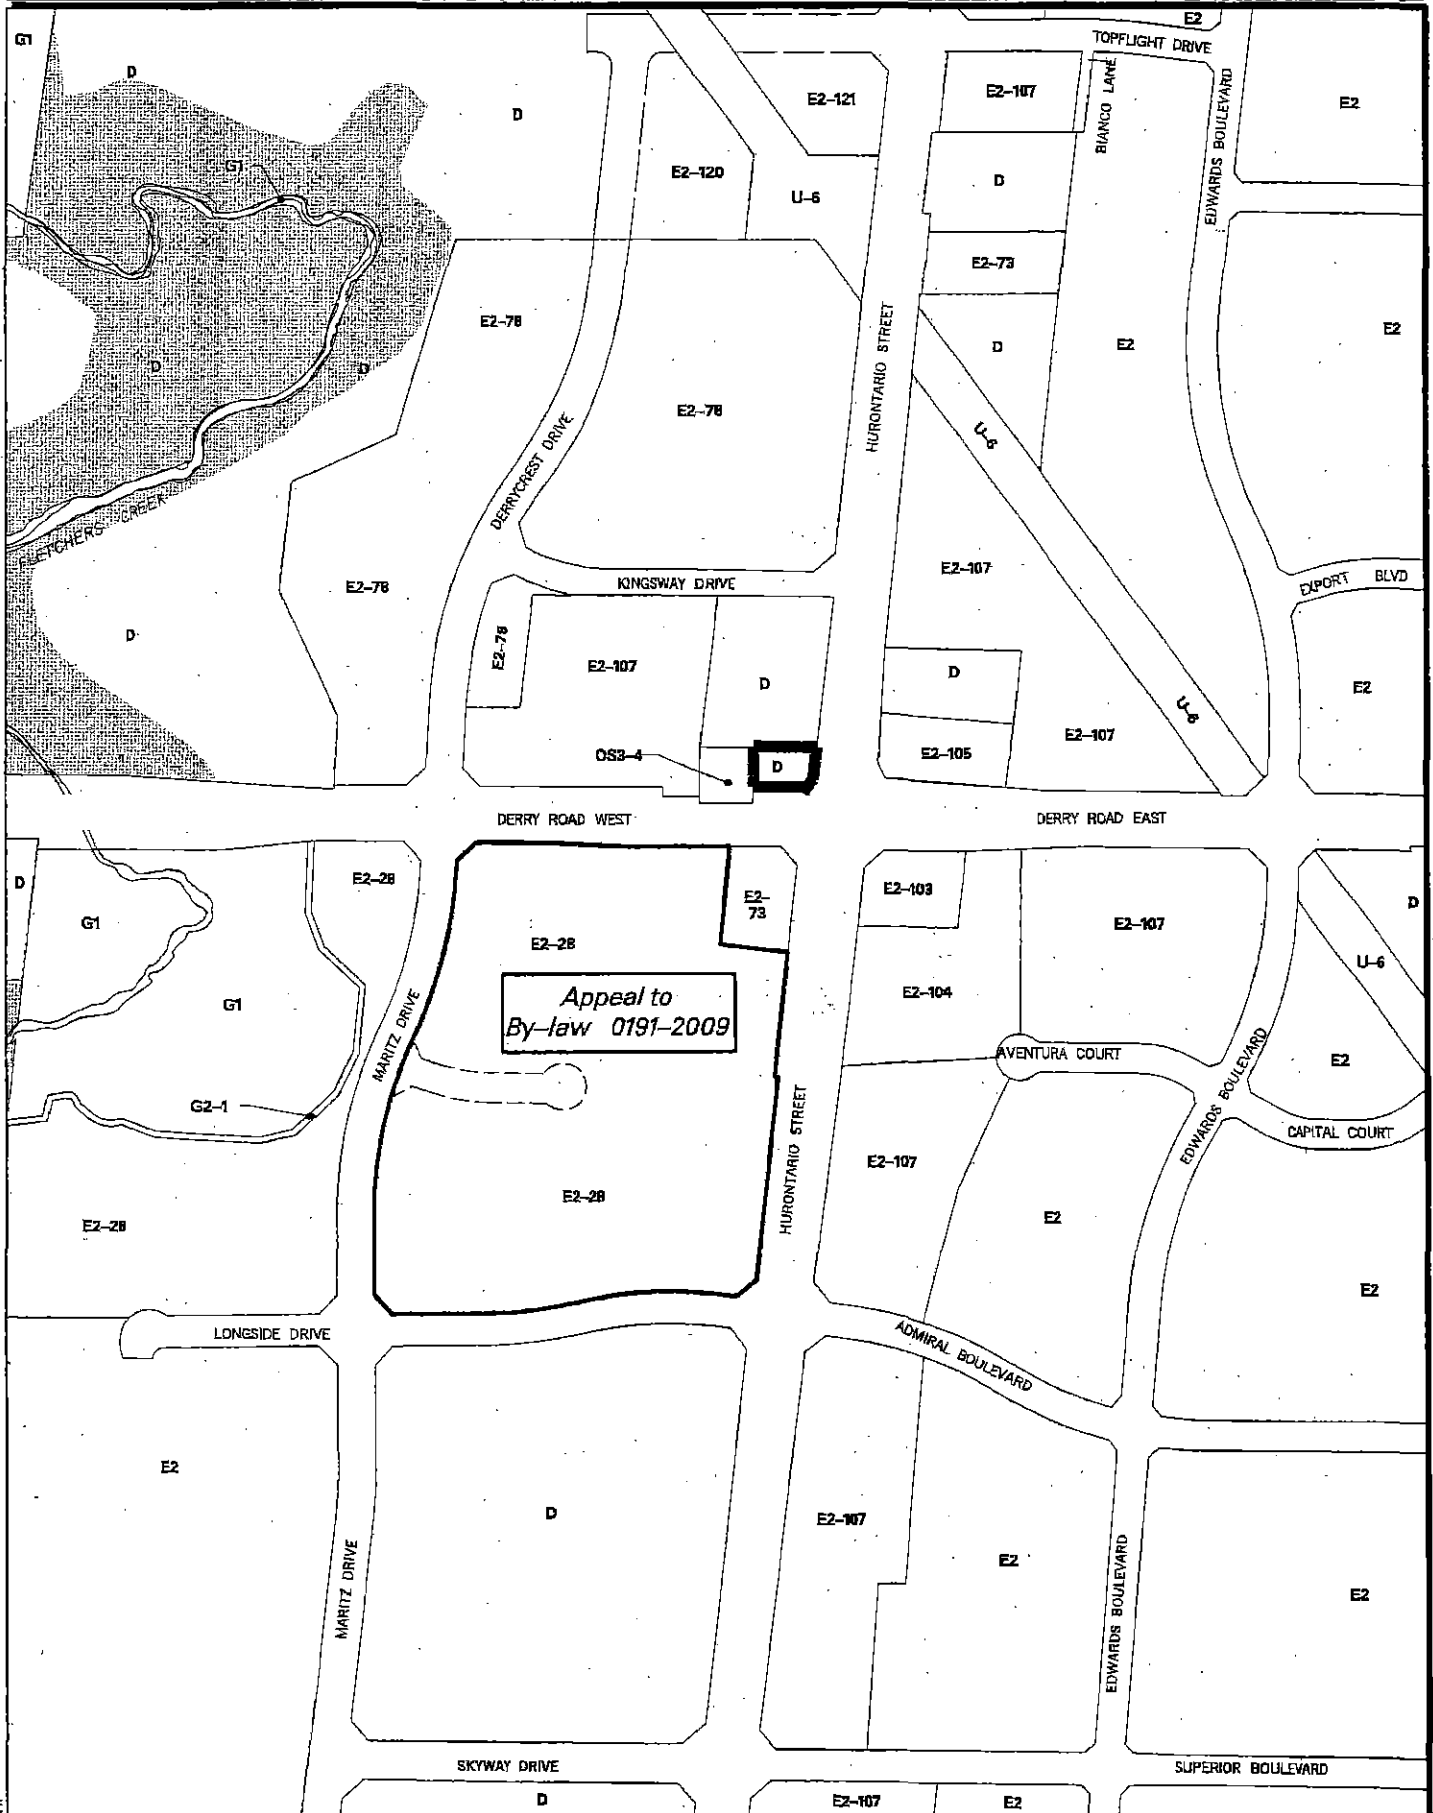 E2
G1
TOPFLIGHT DRIVE
D
E2-121
E2-107
BIANCO LANE
EDWARDS BOULEVARD
E2
D
G1
E2-120
U-6
D
E2-73
E2-78
HURONTARIO STREET
D
E2
E2
D
D
E2-78
DERRYCREST DRIVE
U-6
FLETCHERS CREEK
E2-107
KINGSWAY DRIVE
EXPORT BLVD
E2-78
D
E2-78
E2-107
D
D
E2
U-6
OS3-4
D
E2-105
E2-107
DERRY ROAD WEST
DERRY ROAD EAST
D
E2-28
E2-
73
E2-103
D
G1
E2-28
E2-107
U-6
G1
E2-104
Appeal to
By-law 0191-2009
MARITZ DRIVE
AVENTURA COURT
E2
EDWARDS BOULEVARD
G2-1
HURONTARIO STREET
CAPITAL COURT
E2-107
E2-28
E2-28
E2
E2
LONGSIDE DRIVE
ADMIRAL BOULEVARD
E2
D
E2-107
E2
MARITZ DRIVE
EDWARDS BOULEVARD
E2
SKYWAY DRIVE
SUPERIOR BOULEVARD
D
E2-107
E2